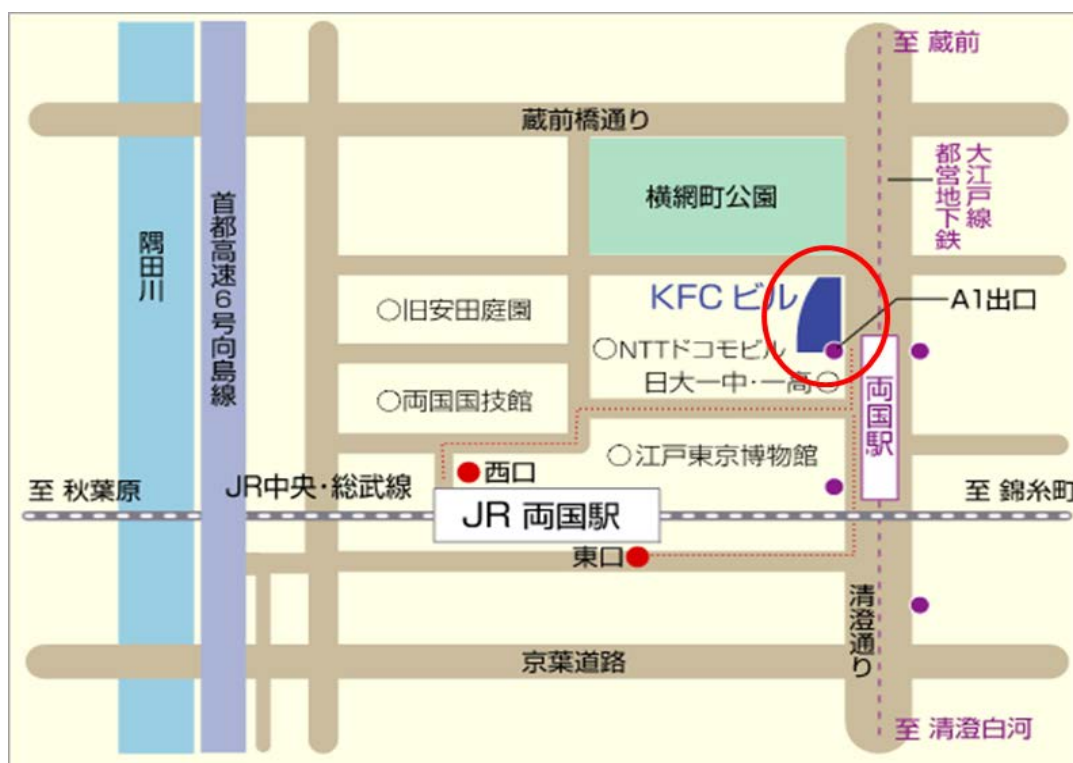 至 蔵前
蔵前橋通り
大江戸線
都営地下鉄
横網町公園
首都高速6号向島線
隅田川
KFC ビル
A1出口
○旧安田庭園
○NTTドコモビル
日大一中・一高○
○両国国技館
両国駅
○江戸東京博物館
西口
至 秋葉原
JR中央・総武線
至 錦糸町
JR 両国駅
東口
清澄通り
京葉道路
至 清澄白河